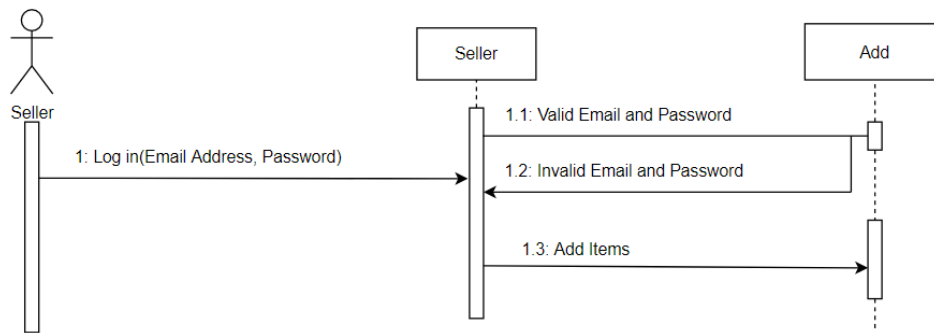 Seller
Add
Seller
1.1: Valid Email and Password
1: Log in(Email Address, Password)
1.2: Invalid Email and Password
1.3: Add Items